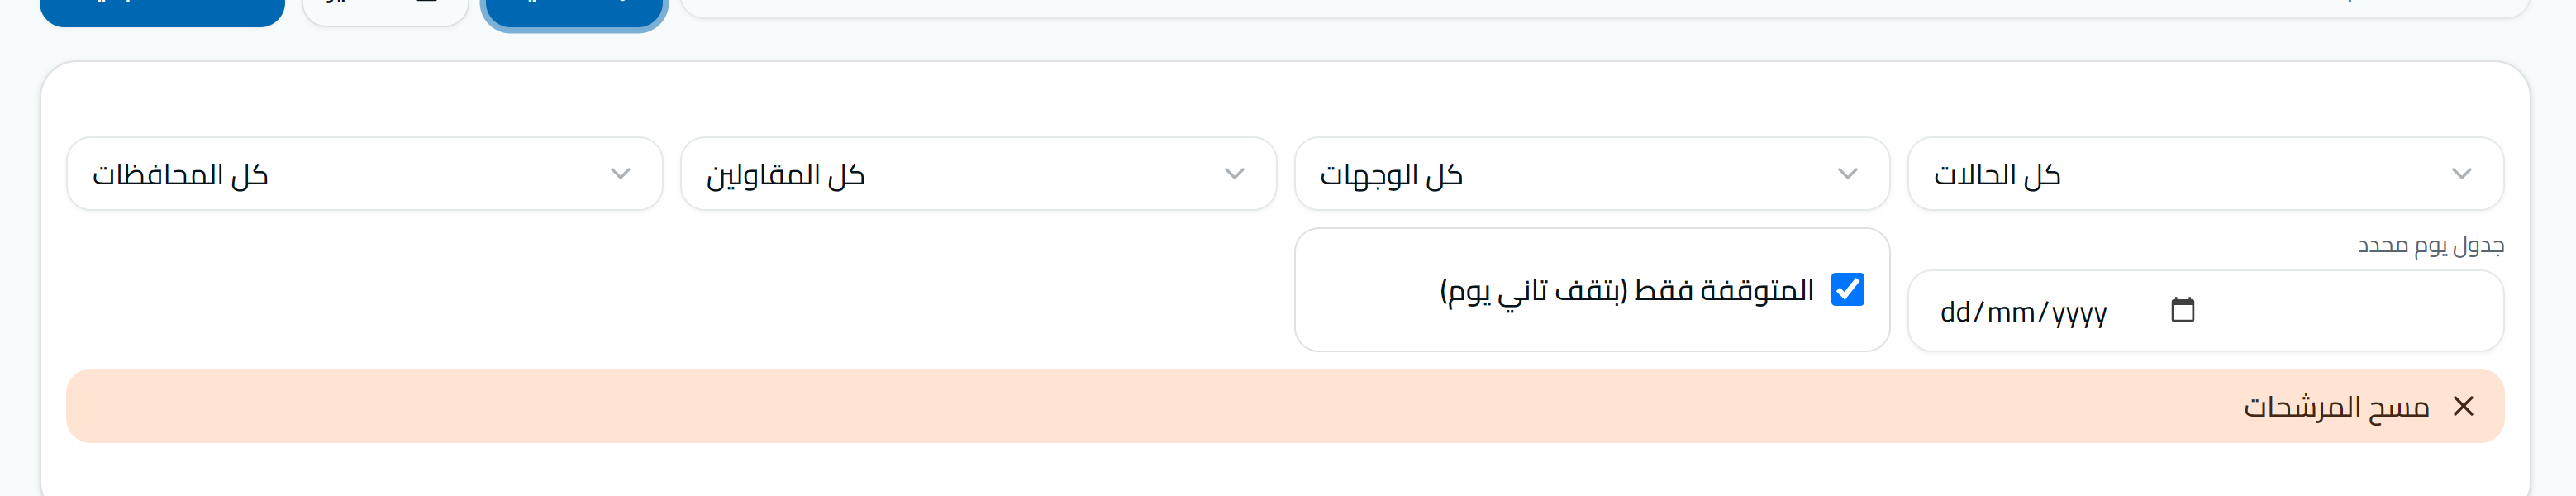 كل الحالات
كل الوجهات
كل المقاولين
كل المحافظات
جدول يوم محدد
dd/mm/yyyy
المتوقفة فقط (بتقف تاني يوم)
مسح المرشحات